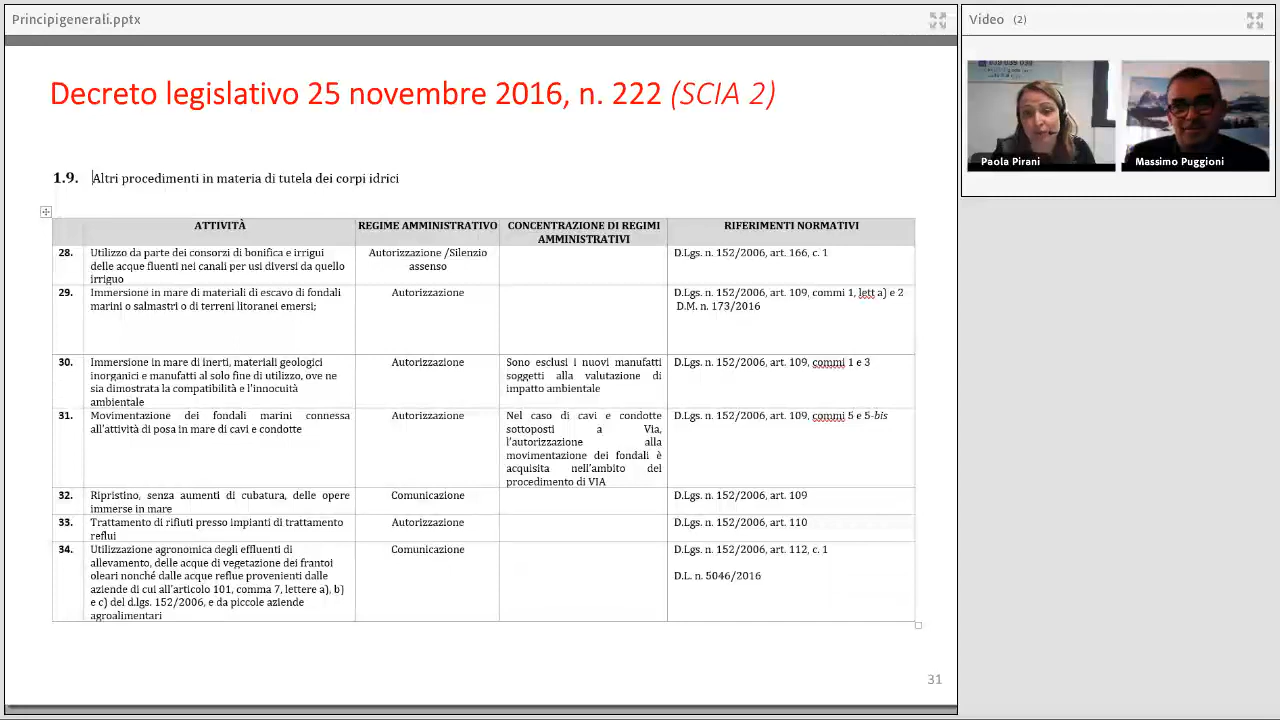 Principigenerali.pptx
Video (2)
Decreto legislativo 25 novembre 2016, n. 222 (SCIA 2)
Paola Pirani
Massimo Puggioni
1.9. Altri procedimenti in materia di tutela dei corpi idrici
ATTIVITÀ
REGIME AMMINISTRATIVO
CONCENTRAZIONE DI REGIMI
AMMINISTRATIVI
RIFERIMENTI NORMATIVI
28.
Utilizzo da parte dei consorzi di bonifica e irrigui
delle acque fluenti nei canali per usi diversi da quello
irriguo
Autorizzazione /Silenzio
assenso
D.Lgs. n. 152/2006, art. 166, c. 1
29.
Immersione in mare di materiali di escavo di fondali
marini o salmastri o di terreni litoranei emersi;
Autorizzazione
D.Lgs. n. 152/2006, art. 109, commi 1, lett a) e 2
D.M. n. 173/2016
30.
Immersione in mare di inerti, materiali geologici
inorganici e manufatti al solo fine di utilizzo, ove ne
sia dimostrata la compatibilità e l'innocuità
ambientale
Autorizzazione
Sono esclusi i nuovi manufatti
soggetti alla valutazione di
impatto ambientale
D.Lgs. n. 152/2006, art. 109, commi 1 e 3
31.
Movimentazione dei fondali marini connessa
all'attività di posa in mare di cavi e condotte
Autorizzazione
Nel caso di cavi e condotte
sottoposti a Via,
l'autorizzazione alla
movimentazione dei fondali è
acquisita nell'ambito del
procedimento di VIA
D.Lgs. n. 152/2006, art. 109, commi 5 e 5-bis
32.
Ripristino, senza aumenti di cubatura, delle opere
immerse in mare
Comunicazione
D.Lgs. n. 152/2006, art. 109
33.
Trattamento di rifiuti presso impianti di trattamento
reflui
Autorizzazione
D.Lgs. n. 152/2006, art. 110
34.
Utilizzazione agronomica degli effluenti di
allevamento, delle acque di vegetazione dei frantoi
oleari nonché dalle acque reflue provenienti dalle
aziende di cui all'articolo 101, comma 7, lettere a), b)
e c) del d.lgs. 152/2006, e da piccole aziende
agroalimentari
Comunicazione
D.Lgs. n. 152/2006, art. 112, c. 1
D.L. n. 5046/2016
31